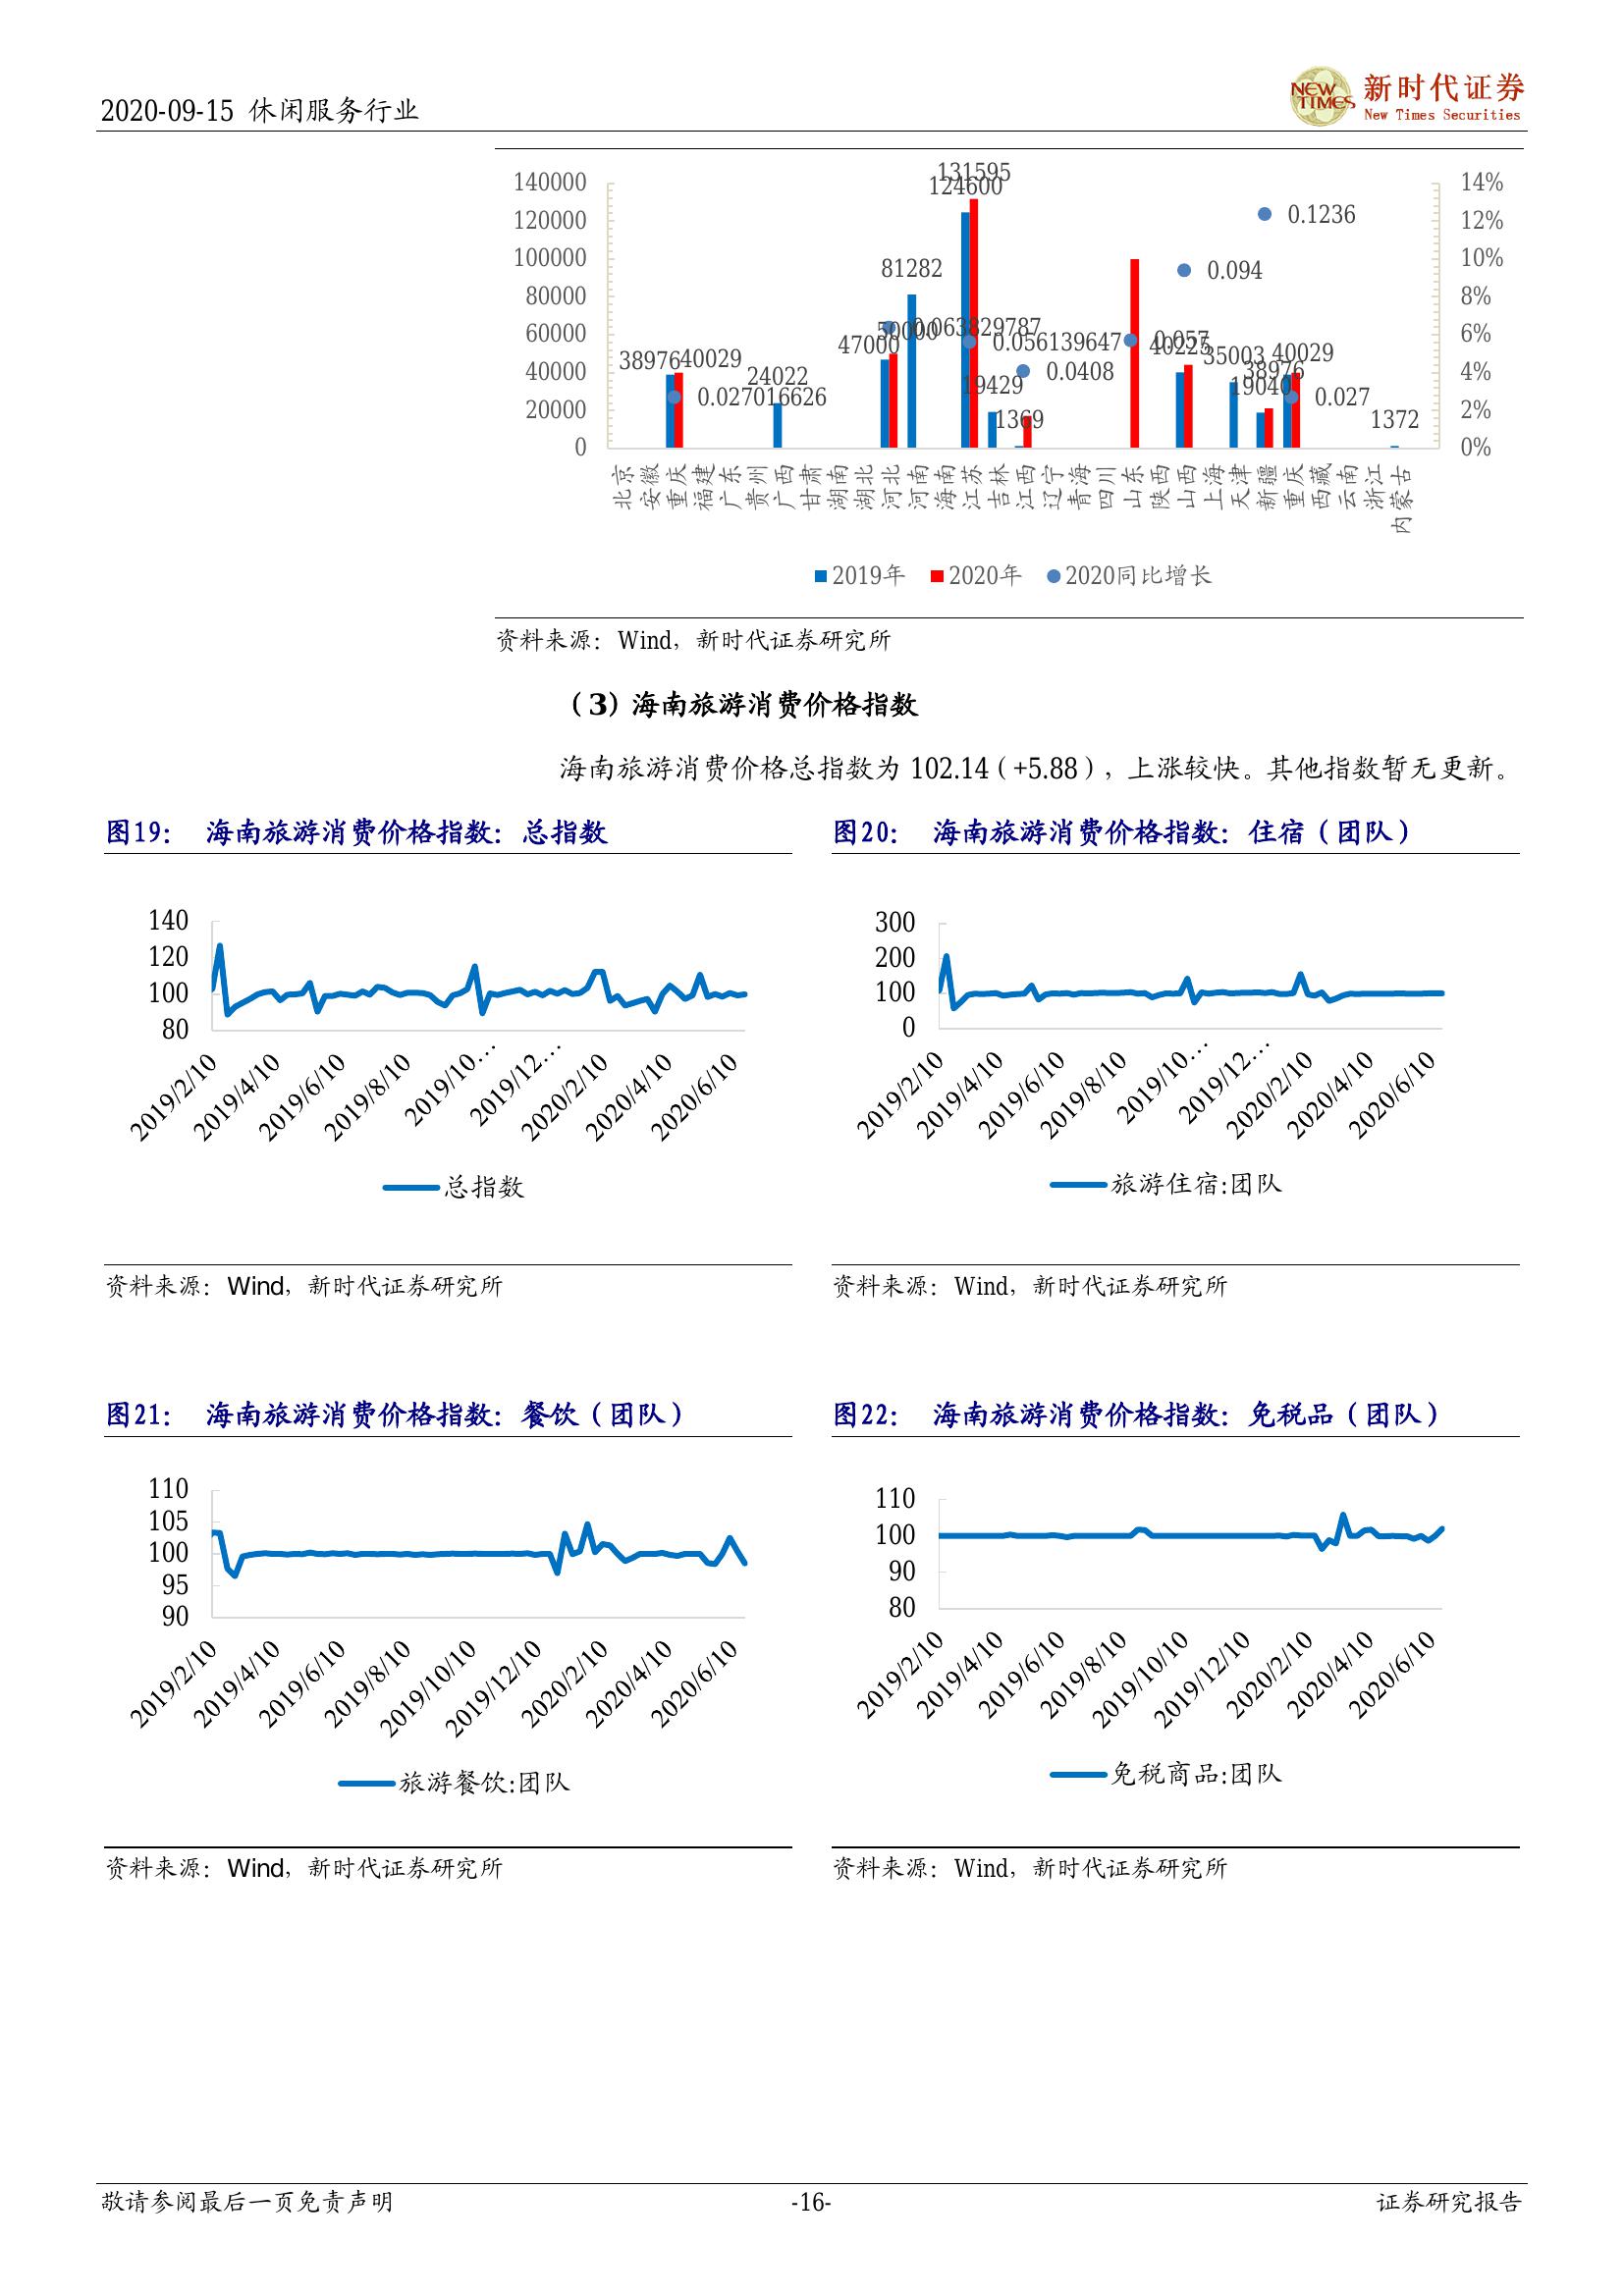 2020-09-15 休闲服务行业
NEW TIMES
新时代证券
New Times Securities
140000
120000
100000
80000
60000
40000
20000
0
14%
12%
10%
8%
6%
4%
2%
0%
38976
40029
0.027016626
24022
47000
50000
0.063829787
81282
124600
131595
0.056139647
19429
1369
0.0408
0.057
40225
0.094
35003
19040
0.1236
38976
40029
0.027
1372
北京 安徽 重庆 福建 广东 贵州 广西 甘肃 湖南 湖北 河北 河南 海南 江苏 吉林 江西 辽宁 青海 四川 山东 陕西 山西 上海 天津 新疆 重庆 西藏 云南 浙江 内蒙古
2019年 2020年 2020同比增长
资料来源：Wind，新时代证券研究所
（3）海南旅游消费价格指数
海南旅游消费价格总指数为 102.14（+5.88），上涨较快。其他指数暂无更新。
图19： 海南旅游消费价格指数：总指数
140
120
100
80
2019/2/10 2019/4/10 2019/6/10 2019/8/10 2019/10… 2019/12… 2020/2/10 2020/4/10 2020/6/10
总指数
资料来源：Wind，新时代证券研究所
图20： 海南旅游消费价格指数：住宿（团队）
300
200
100
0
2019/2/10 2019/4/10 2019/6/10 2019/8/10 2019/10… 2019/12… 2020/2/10 2020/4/10 2020/6/10
旅游住宿:团队
资料来源：Wind，新时代证券研究所
图21： 海南旅游消费价格指数：餐饮（团队）
110
105
100
95
90
2019/2/10 2019/4/10 2019/6/10 2019/8/10 2019/10/10 2019/12/10 2020/2/10 2020/4/10 2020/6/10
旅游餐饮:团队
资料来源：Wind，新时代证券研究所
图22： 海南旅游消费价格指数：免税品（团队）
110
100
90
80
2019/2/10 2019/4/10 2019/6/10 2019/8/10 2019/10/10 2019/12/10 2020/2/10 2020/4/10 2020/6/10
免税商品:团队
资料来源：Wind，新时代证券研究所
敬请参阅最后一页免责声明
-16-
证券研究报告